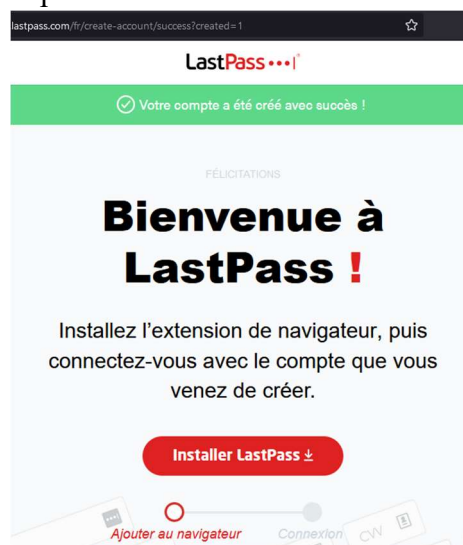 lastpass.com/fr/create-account/success?created=1
LastPass
Votre compte a été créé avec succès !
FÉLICITATIONS
Bienvenue à
LastPass !
Installez l’extension de navigateur, puis
connectez-vous avec le compte que vous
venez de créer.
Installer LastPass
Ajouter au navigateur Connexion
CVV